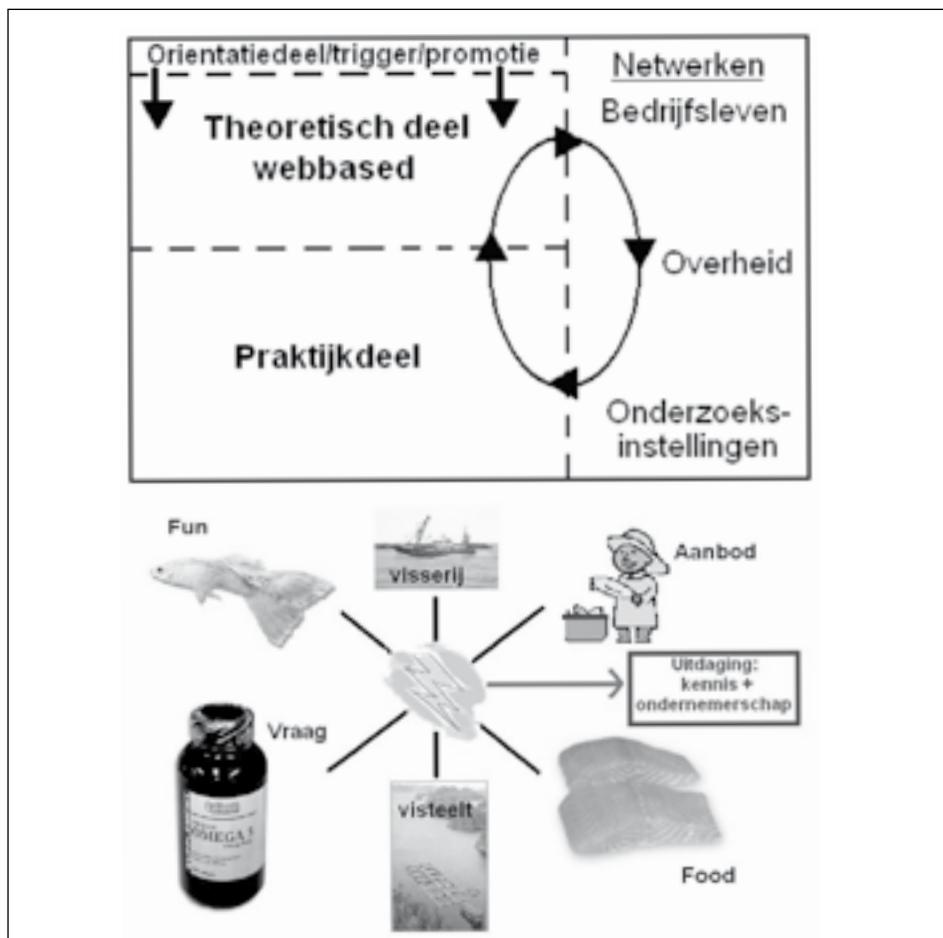 Orientatiedeel/trigger/promotie
Theoretisch deel
webbased
Praktijkdeel
Netwerken
Bedrijfsleven
Overheid
Onderzoeks-
instellingen
Fun
visserij
Aanbod
Uitdaging:
kennis +
ondernemerschap
Vraag
OMEGA 3
visteelt
Food